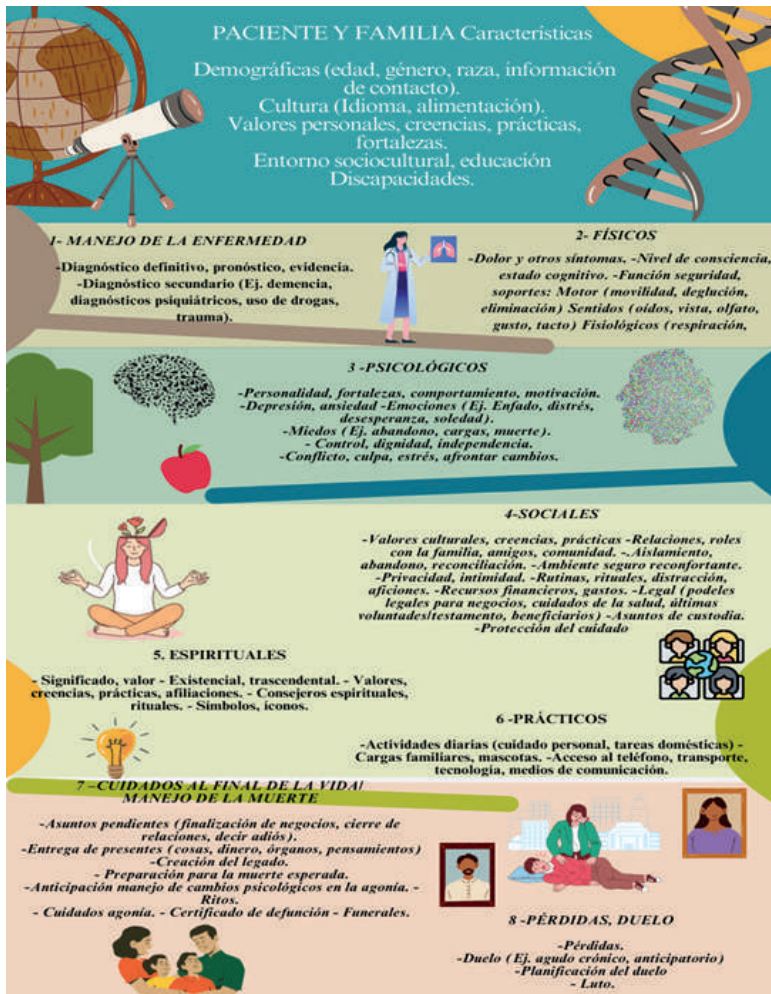 PACIENTE Y FAMILIA Características
Demográficas (edad, género, raza, información
de contacto).
Cultura (Idioma, alimentación).
Valores personales, creencias, prácticas,
fortalezas.
Entorno sociocultural, educación
Discapacidades.
1- MANEJO DE LA ENFERMEDAD
-Diagnóstico definitivo, pronóstico, evidencia.
-Diagnóstico secundario (Ej. demencia,
diagnósticos psiquiátricos, uso de drogas,
trauma).
2- FÍSICOS
-Dolor y otros síntomas. -Nivel de consciencia,
estado cognitivo. -Función seguridad,
soportes: Motor (movilidad, deglución,
eliminación) Sentidos (oídos, vista, olfato,
gusto, tacto) Fisiológicos (respiración,
3 -PSICOLÓGICOS
-Personalidad, fortalezas, comportamiento, motivación.
-Depresión, ansiedad -Emociones (Ej. Enfado, distrés,
desesperanza, soledad).
-Miedos (Ej. abandono, cargas, muerte).
- Control, dignidad, independencia.
-Conflicto, culpa, estrés, afrontar cambios.
4-SOCIALES
-Valores culturales, creencias, prácticas -Relaciones, roles
con la familia, amigos, comunidad. -.Aislamiento,
abandono, reconciliación. -Ambiente seguro reconfortante.
-Privacidad, intimidad. -Rutinas, rituales, distracción,
aficiones. -Recursos financieros, gastos. -Legal (podeles
legales para negocios, cuidados de la salud, últimas
voluntades/testamento, beneficiarios) -Asuntos de custodia.
-Protección del cuidado
5. ESPIRITUALES
- Significado, valor - Existencial, trascendental. - Valores,
creencias, prácticas, afiliaciones. - Consejeros espirituales,
rituales. - Símbolos, íconos.
6 -PRÁCTICOS
-Actividades diarias (cuidado personal, tareas domésticas) -
Cargas familiares, mascotas. -Acceso al teléfono, transporte,
tecnología, medios de comunicación.
7 –CUIDADOS AL FINAL DE LA VIDA/
MANEJO DE LA MUERTE
-Asuntos pendientes (finalización de negocios, cierre de
relaciones, decir adiós).
-Entrega de presentes (cosas, dinero, órganos, pensamientos)
-Creación del legado.
- Preparación para la muerte esperada.
-Anticipación manejo de cambios psicológicos en la agonía. -
Ritos.
- Cuidados agonía. - Certificado de defunción - Funerales.
8 -PÉRDIDAS, DUELO
-Pérdidas.
-Duelo (Ej. agudo crónico, anticipatorio)
-Planificación del duelo
- Luto.